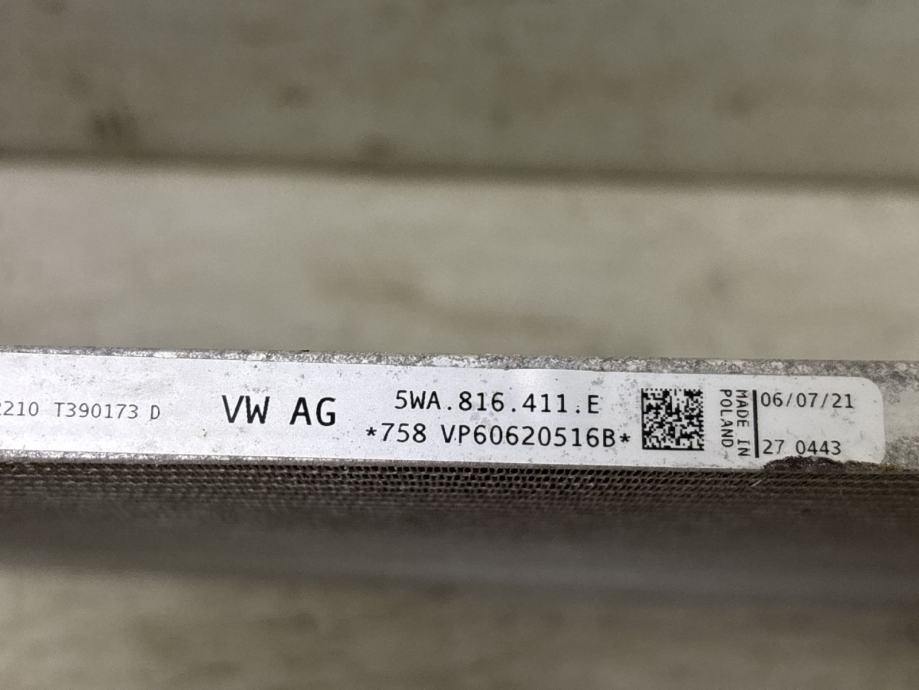 210 T390173 D
VW AG
5WA.816.411.E
*758 VP60620516B*
MADE IN
POLAND
06/07/21
27 0443